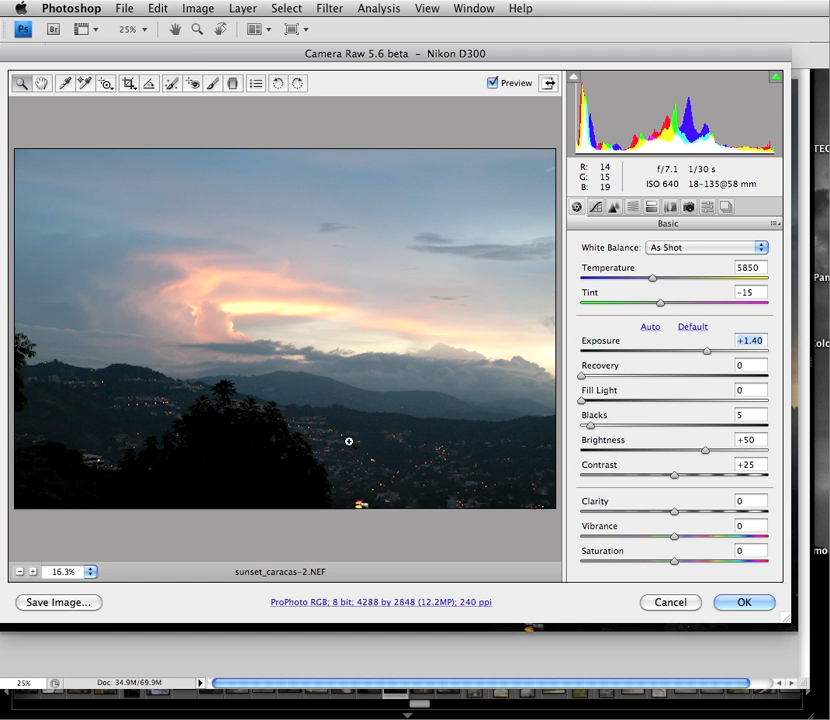 Photoshop File Edit Image Layer Select Filter Analysis View Window Help
Ps Br 25%
Camera Raw 5.6 beta – Nikon D300
Preview
R: 14 f/7.1 1/30 s
G: 15
B: 19 ISO 640 18-135@58 mm
Basic
White Balance: As Shot
Temperature 5850
Tint -15
Auto Default
Exposure +1.40
Recovery 0
Fill Light 0
Blacks 5
Brightness +50
Contrast +25
Clarity 0
Vibrance 0
Saturation 0
16.3% sunset_caracas-2.NEF
Save Image... ProPhoto RGB; 8 bit; 4288 by 2848 (12.2MP); 240 ppi Cancel OK
25% Doc: 34.9M/69.9M
TEC
Pan
mo